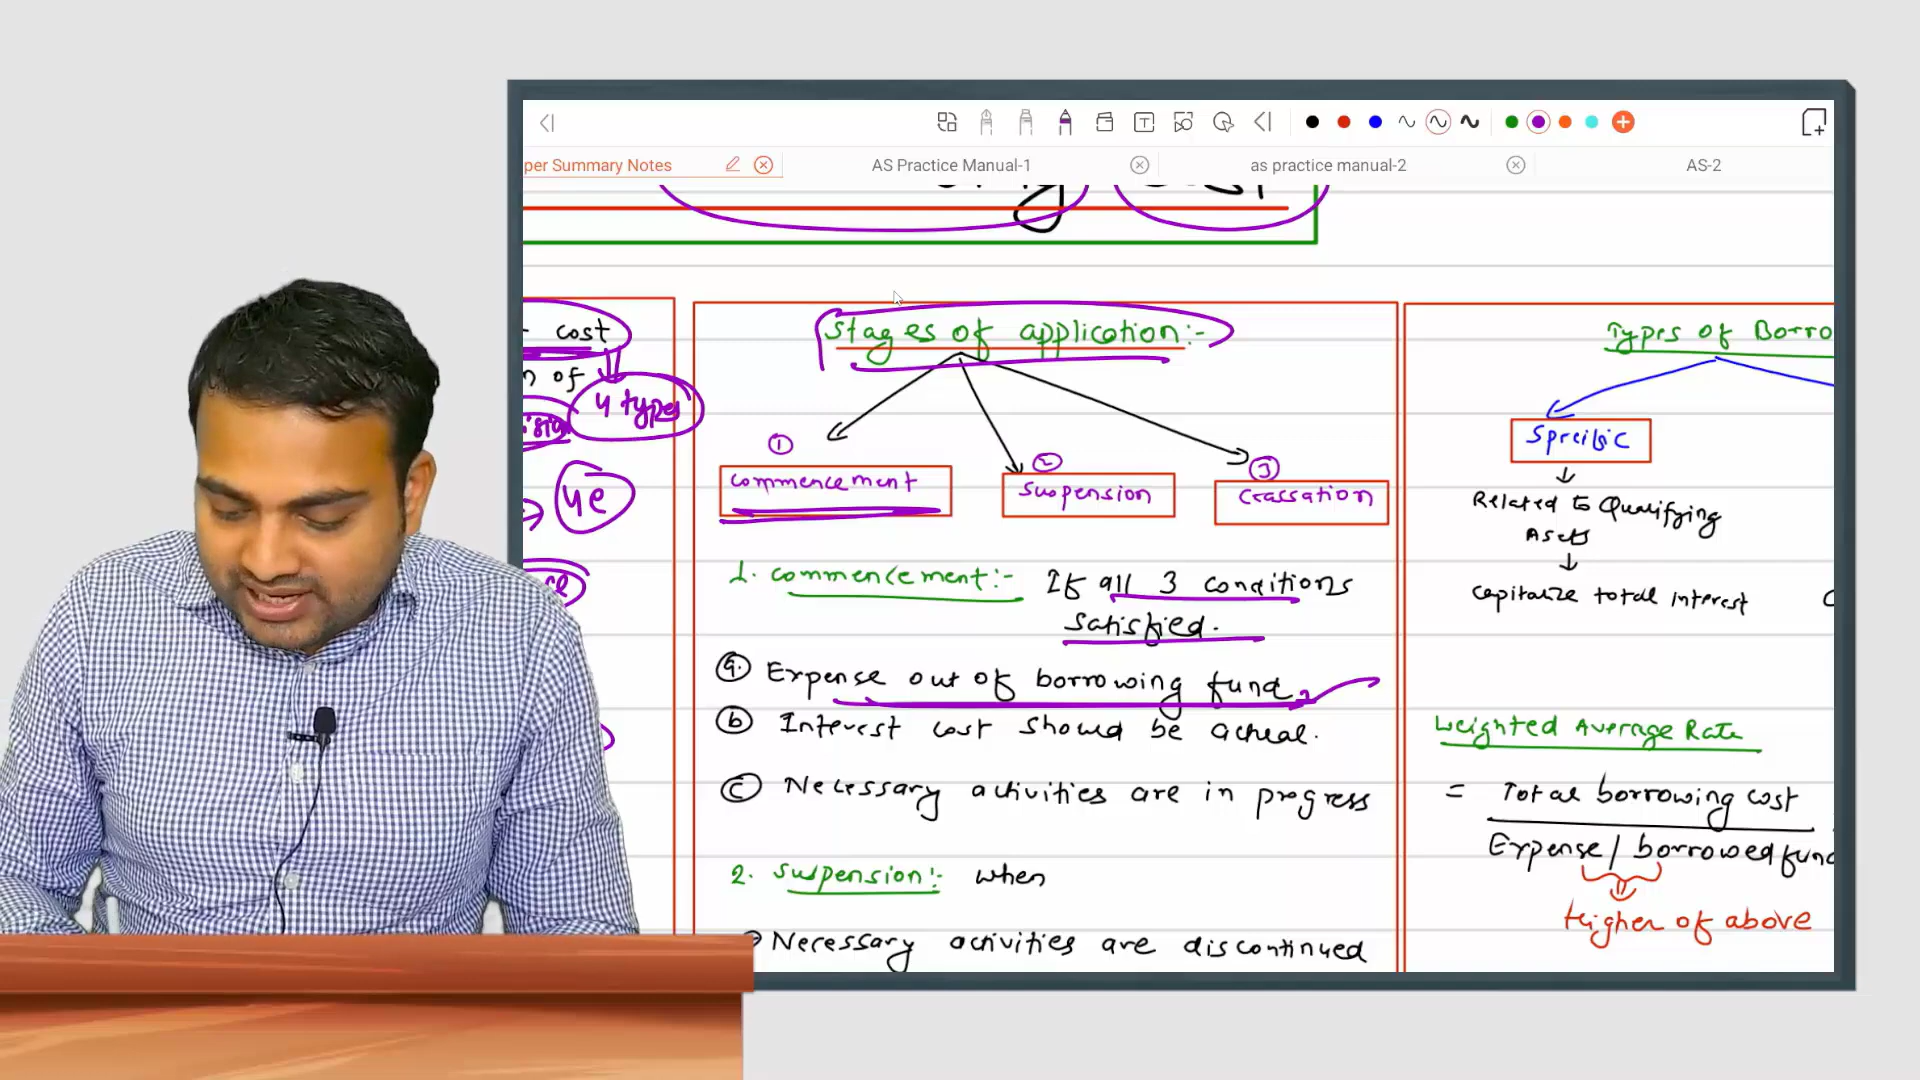 per Summary Notes
AS Practice Manual-1
as practice manual-2
AS-2
cost
n of
4 types
4e
Stages of application:-
①
②
③
Commencement
Suspension
Crassation
1. Commencement:- If all 3 conditions
satisfied.
ⓐ Expense out of borrowing fund
ⓑ Interest cost should be actual.
ⓒ Necessary activities are in progress
2. Suspension:- when
Necessary activities are discontinued
Types of Borro
Spreific
Related to Qualifying
Assets
Capitalize total interest
Weighted Average Rate
= Total borrowing cost
Expense / borrowed fund
Higher of above